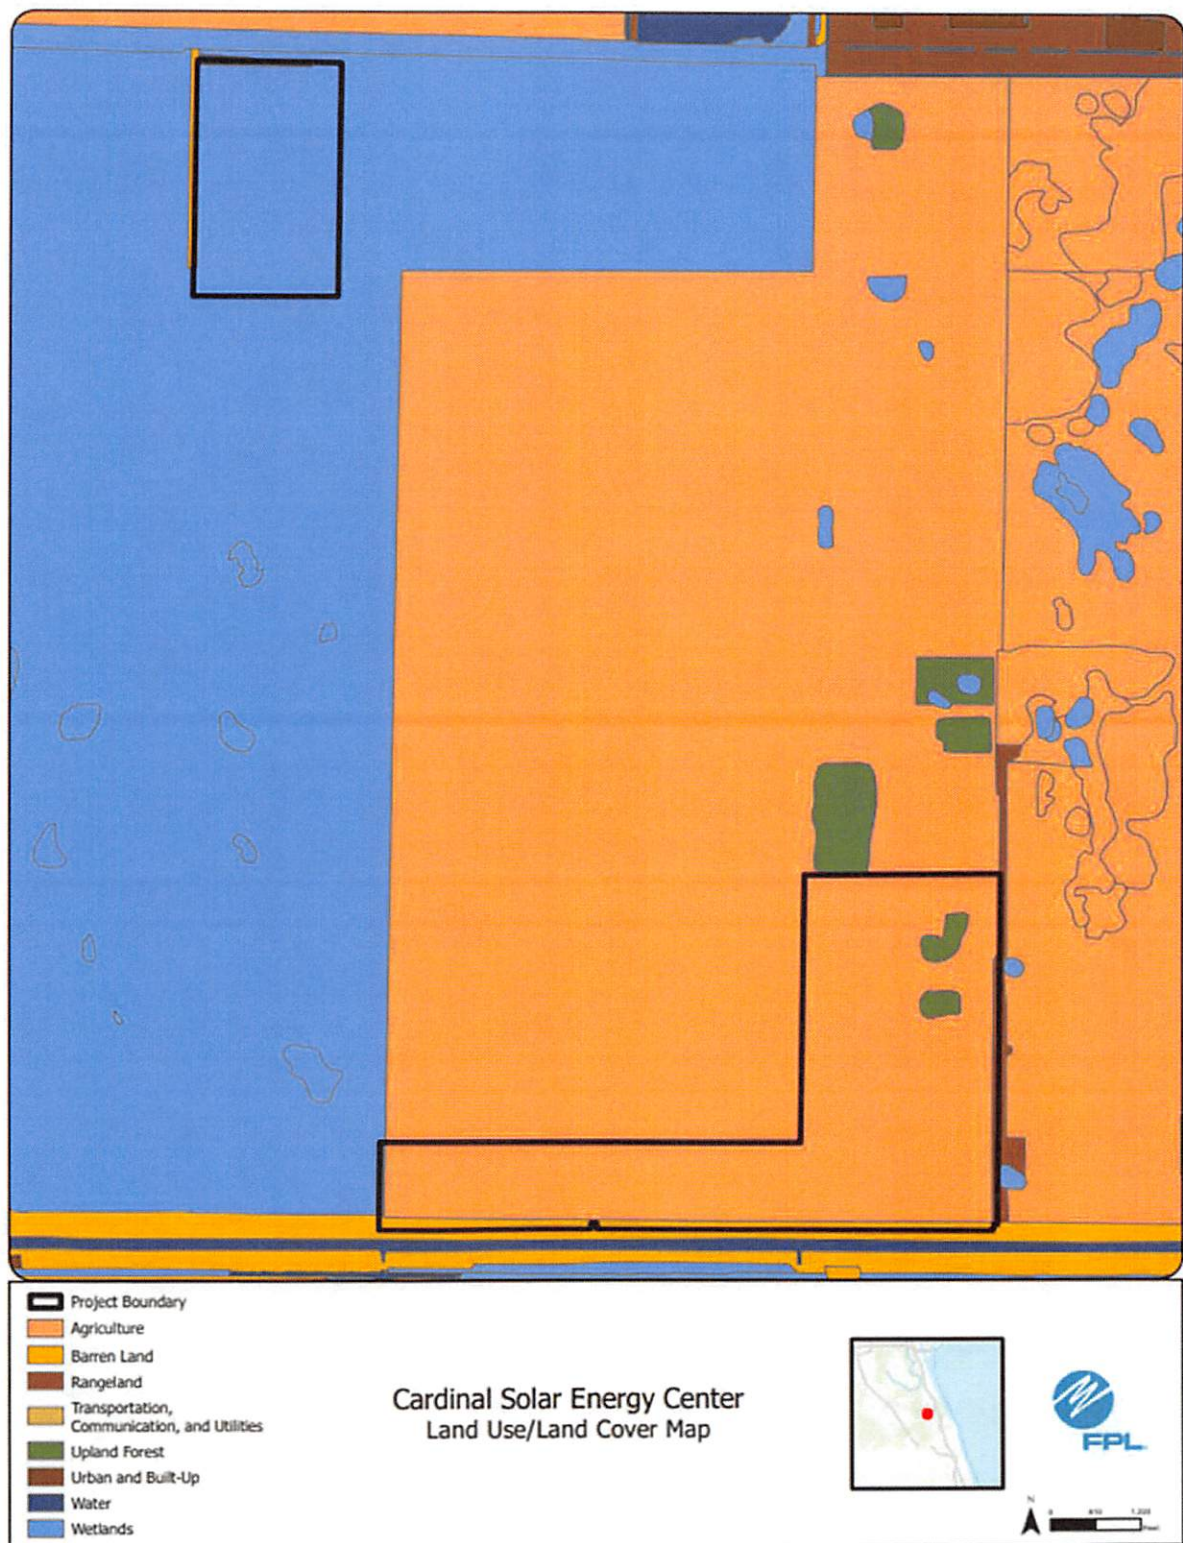 Project Boundary
Agriculture
Barren Land
Rangeland
Transportation,
Communication, and Utilities
Upland Forest
Urban and Built-Up
Water
Wetlands
Cardinal Solar Energy Center
Land Use/Land Cover Map
FPL
N
0